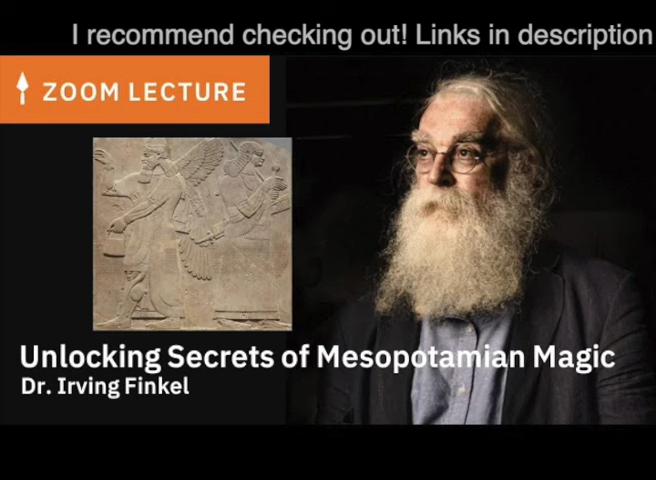 I recommend checking out! Links in description
ZOOM LECTURE
Unlocking Secrets of Mesopotamian Magic
Dr. Irving Finkel